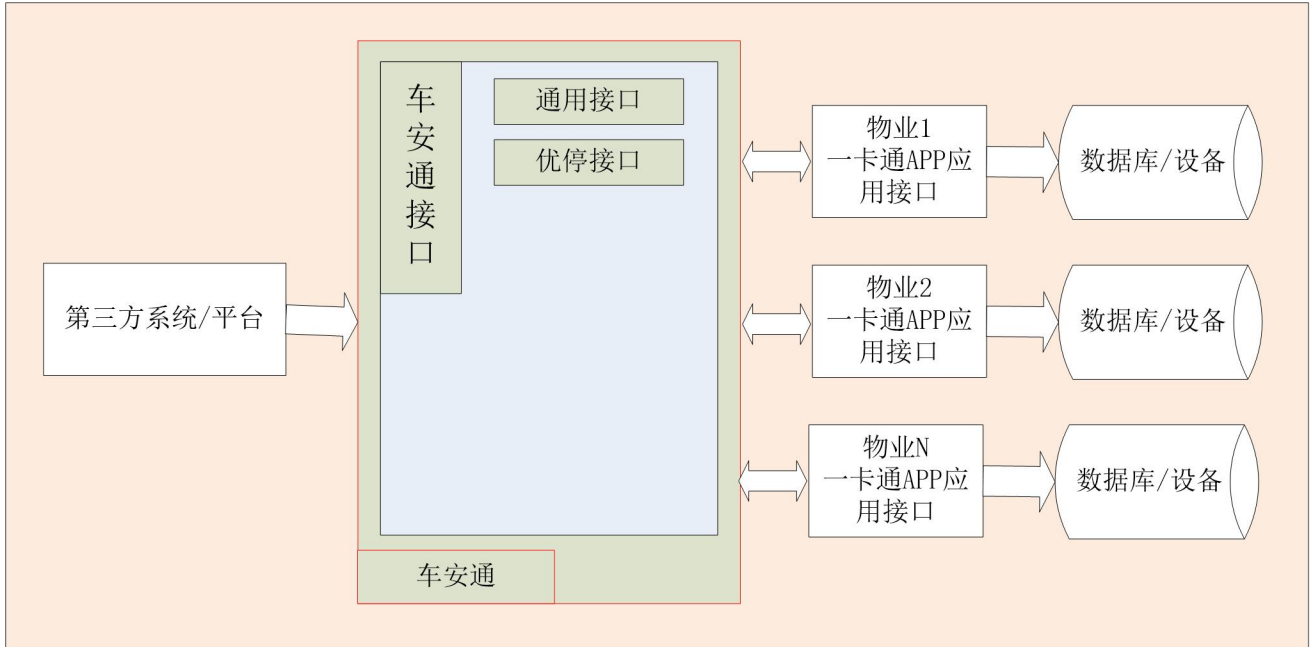 第三方系统/平台
车安通接口
通用接口
优停接口
车安通
物业1
一卡通APP应
用接口
数据库/设备
物业2
一卡通APP应
用接口
数据库/设备
物业N
一卡通APP应
用接口
数据库/设备